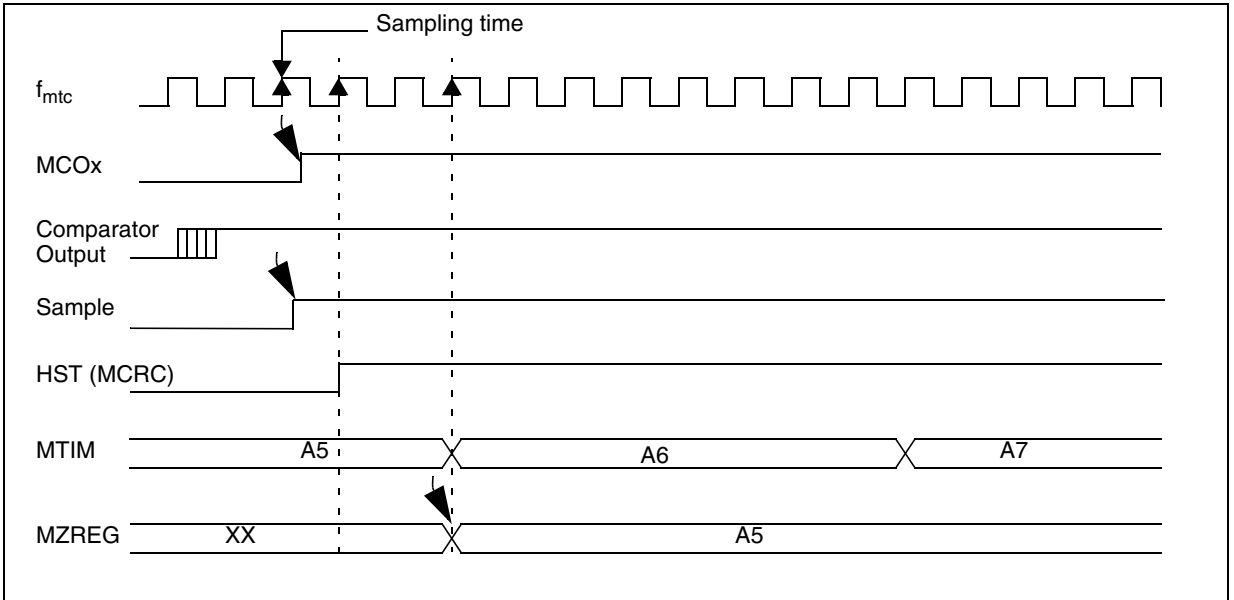 Sampling time
fmtc
MCOx
Comparator
Output
Sample
HST (MCRC)
MTIM A5 A6 A7
MZREG XX A5